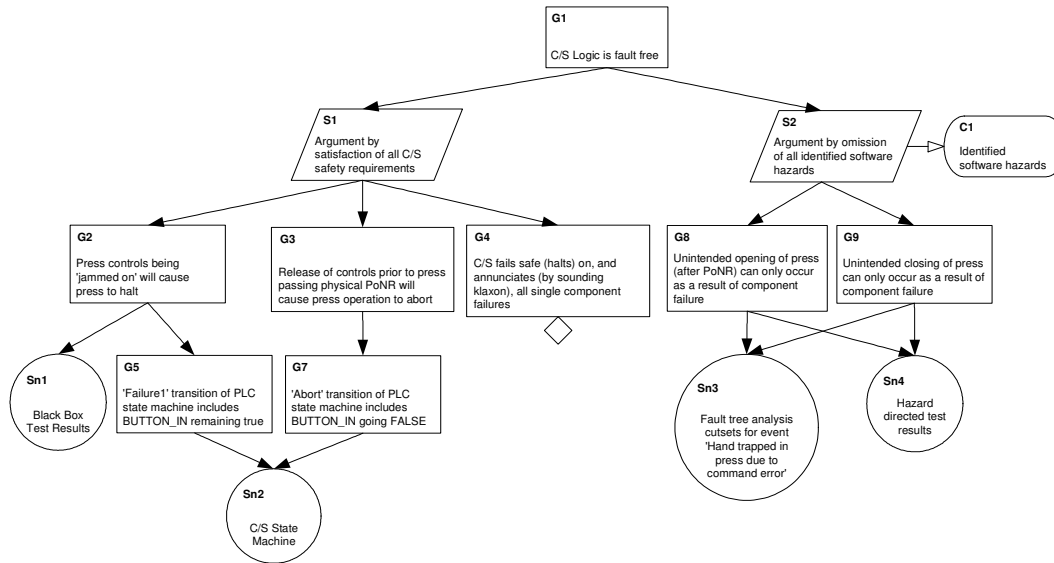 G1
C/S Logic is fault free
S1
Argument by
satisfaction of all C/S
safety requirements
S2
Argument by omission
of all identified software
hazards
C1
Identified
software hazards
G2
Press controls being
'jammed on' will cause
press to halt
G3
Release of controls prior to press
passing physical PoNR will
cause press operation to abort
G4
C/S fails safe (halts) on, and
annunciates (by sounding
klaxon), all single component
failures
G8
Unintended opening of press
(after PoNR) can only occur
as a result of component
failure
G9
Unintended closing of press
can only occur as a result of
component failure
Sn1
Black Box
Test Results
G5
'Failure1' transition of PLC
state machine includes
BUTTON_IN remaining true
G7
'Abort' transition of PLC
state machine includes
BUTTON_IN going FALSE
Sn3
Fault tree analysis
cutsets for event
'Hand trapped in
press due to
command error'
Sn4
Hazard
directed test
results
Sn2
C/S State
Machine